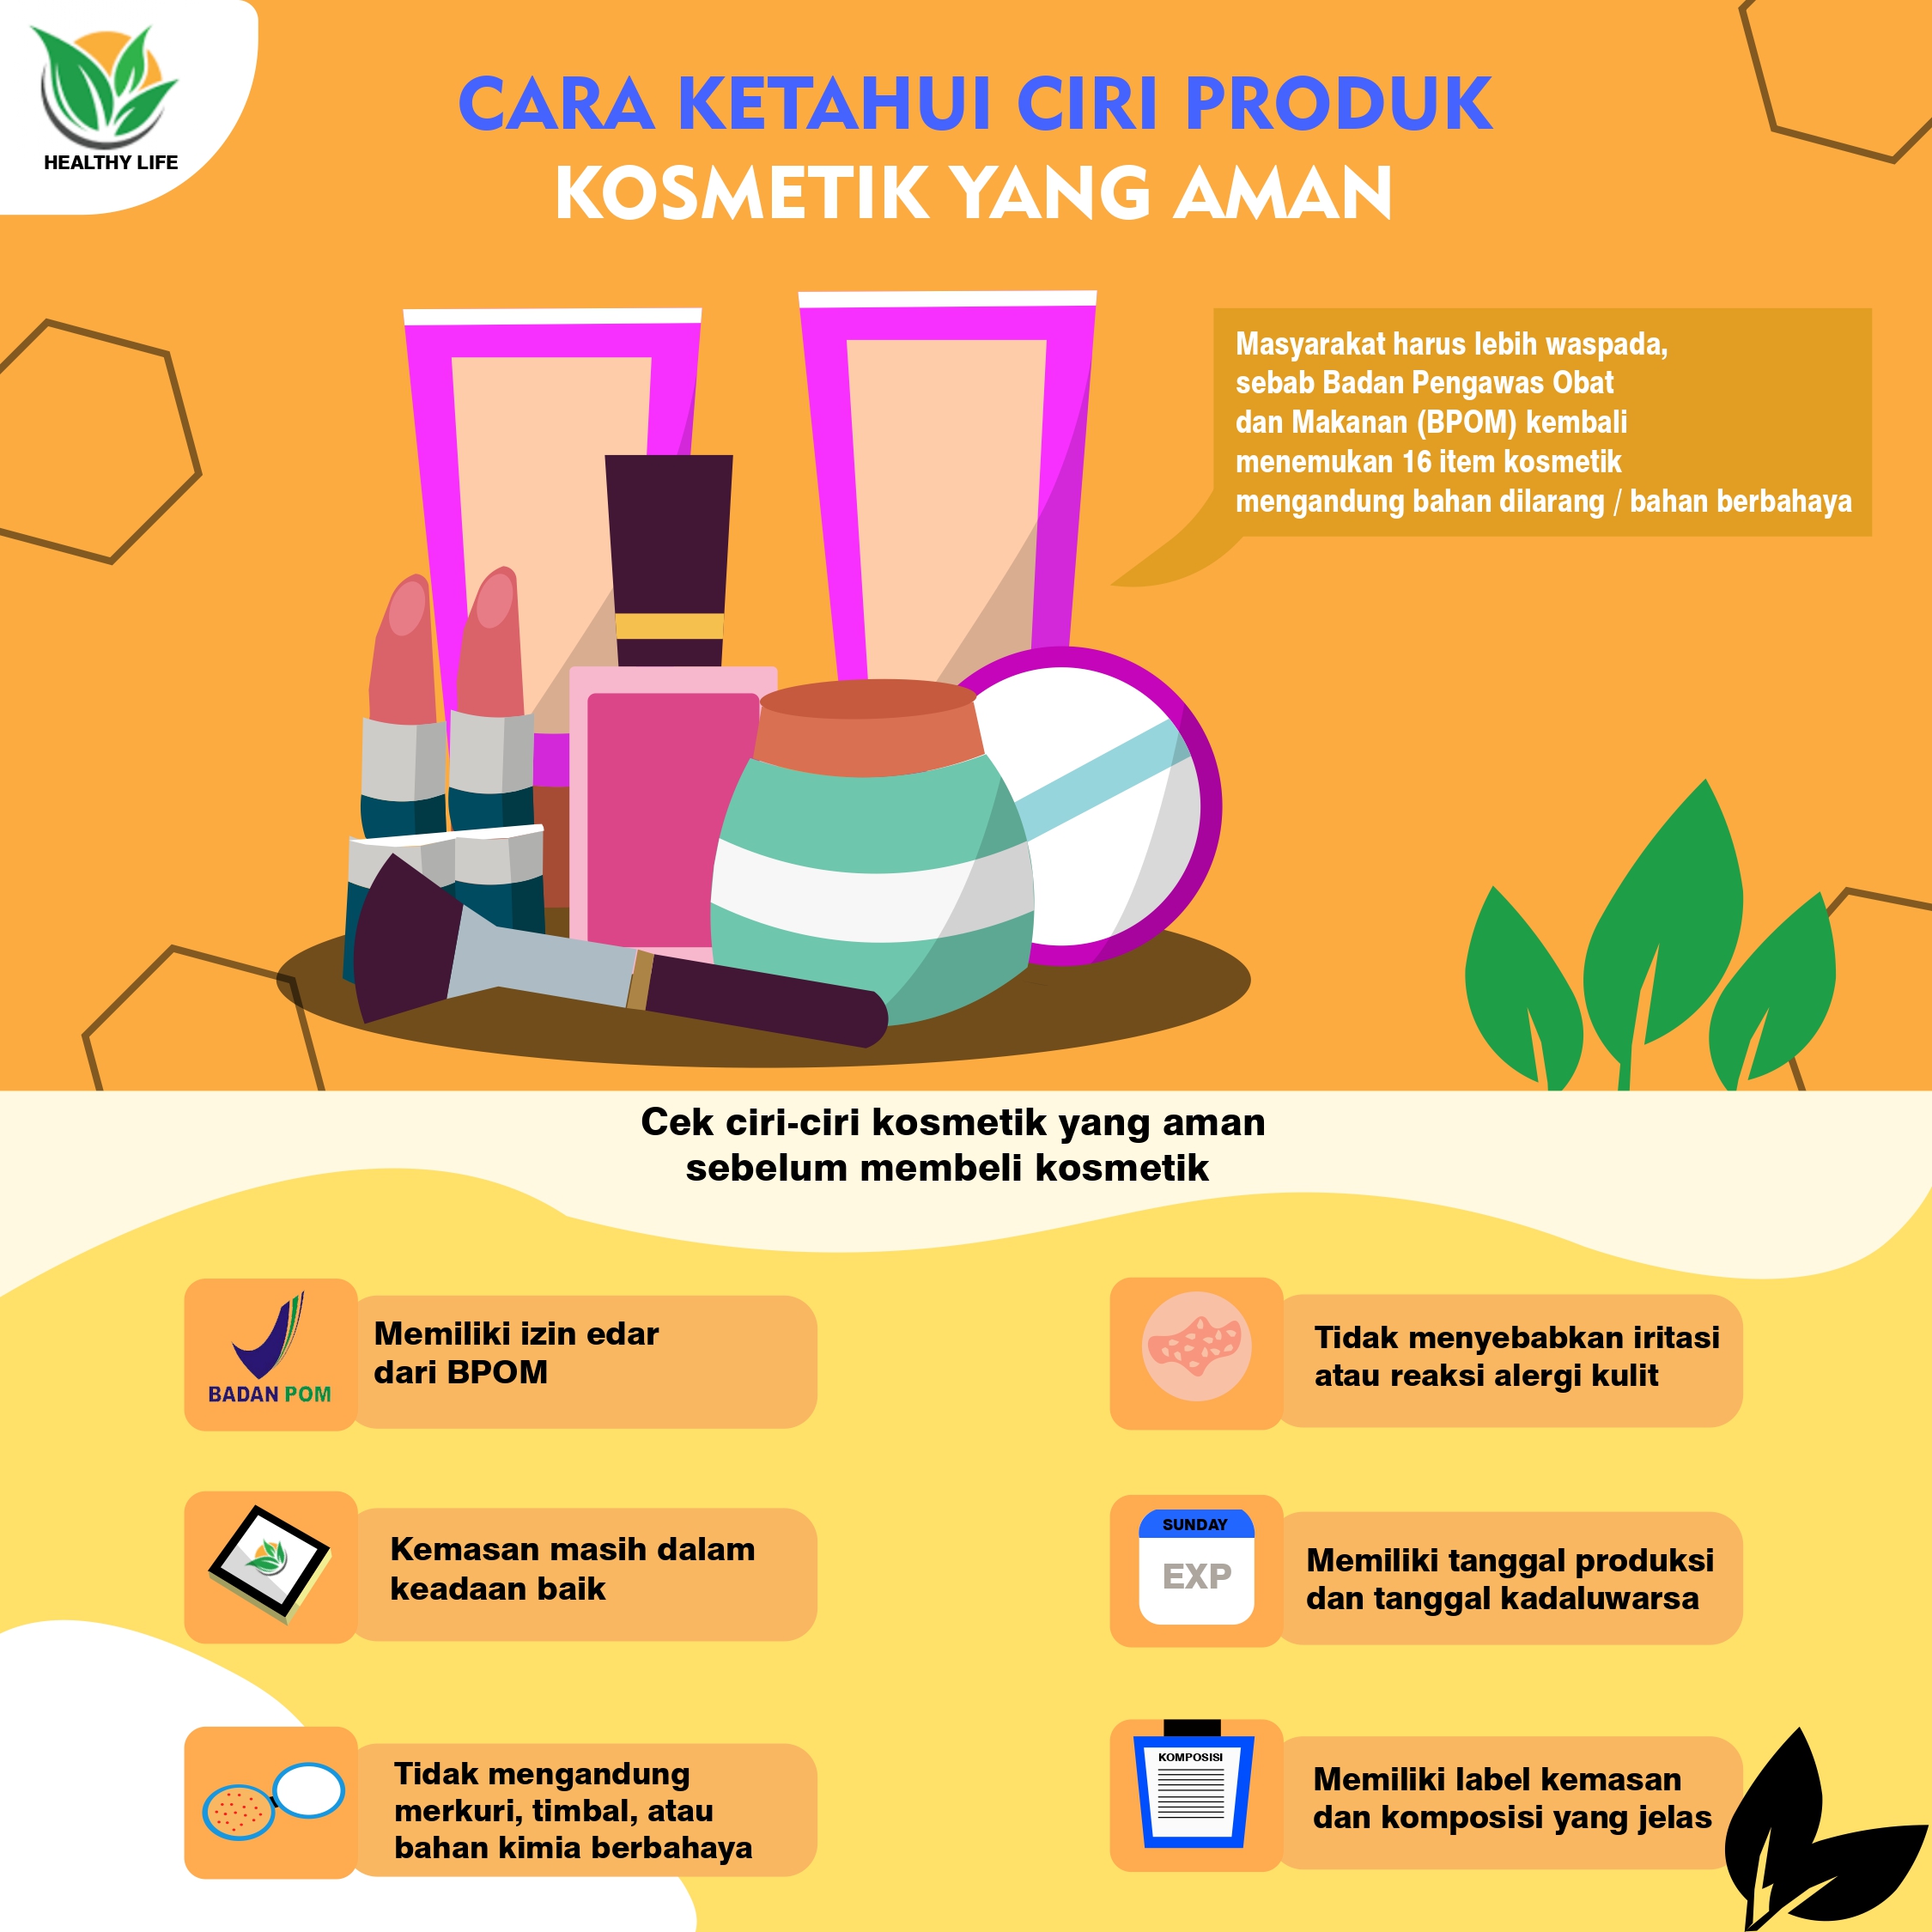 HEALTHY LIFE
CARA KETAHUI CIRI PRODUK
KOSMETIK YANG AMAN
Masyarakat harus lebih waspada,
sebab Badan Pengawas Obat
dan Makanan (BPOM) kembali
menemukan 16 item kosmetik
mengandung bahan dilarang / bahan berbahaya
Cek ciri-ciri kosmetik yang aman
sebelum membeli kosmetik
BADAN POM
Memiliki izin edar
dari BPOM
Tidak menyebabkan iritasi
atau reaksi alergi kulit
Kemasan masih dalam
keadaan baik
SUNDAY
EXP
Memiliki tanggal produksi
dan tanggal kadaluwarsa
Tidak mengandung
merkuri, timbal, atau
bahan kimia berbahaya
KOMPOSISI
Memiliki label kemasan
dan komposisi yang jelas